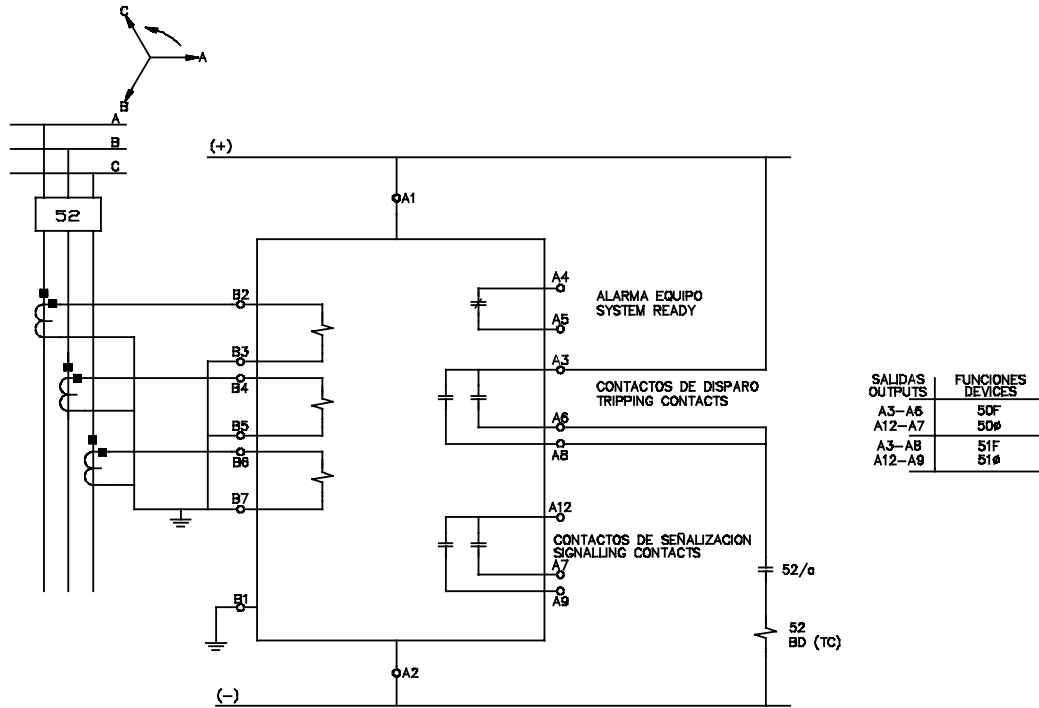 C
A
B
A
B
C
52
(+)
A1
B2
B3
B4
B5
B6
B7
B1
A4
ALARMA EQUIPO
SYSTEM READY
A5
A3
CONTACTOS DE DISPARO
TRIPPING CONTACTS
A6
A8
A12
CONTACTOS DE SEÑALIZACION
SIGNALLING CONTACTS
A7
A9
52/a
52
BD (TC)
A2
(-)
SALIDAS FUNCIONES
OUTPUTS DEVICES
A3-A6 50F
A12-A7 50ø
A3-A8 51F
A12-A9 51ø